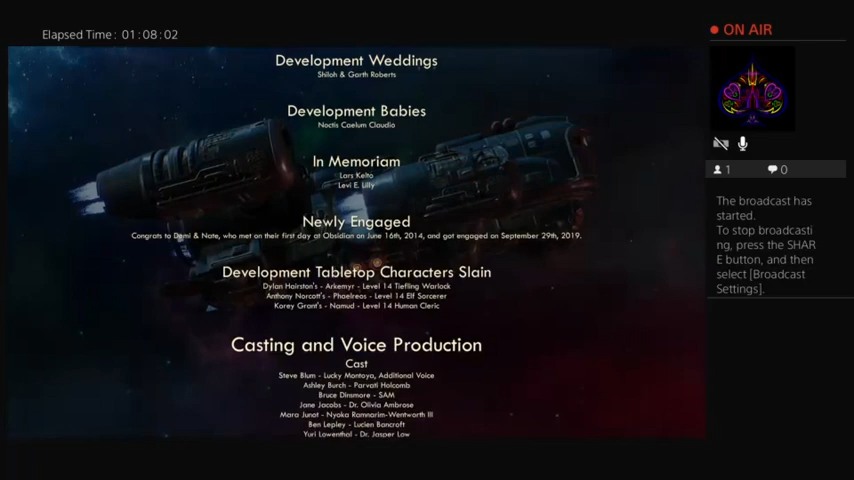 Elapsed Time: 01:08:02
ON AIR
Development Weddings
Shiloh & Garth Roberts
Development Babies
Noctis Caelum Claudio
In Memoriam
Lars Kelto
Levi E. Lilly
Newly Engaged
Congrats to Demi & Nate, who met on their first day at Obsidian on June 16th, 2014, and got engaged on September 29th, 2019.
Development Tabletop Characters Slain
Dylan Hairston's - Arkemyr - Level 14 Tiefling Warlock
Anthony Norcott's - Phaelreas - Level 14 Elf Sorcerer
Korey Grant's - Namud - Level 14 Human Cleric
Casting and Voice Production
Cast
Steve Blum - Lucky Montoya, Additional Voice
Ashley Burch - Parvati Holcomb
Bruce Dinsmore - SAM
Jane Jacobs - Dr. Olivia Ambrose
Mara Junot - Nyoka Ramnarim-Wentworth III
Ben Lepley - Lucien Bancroft
Yuri Lowenthal - Dr. Jasper Low
1
0
The broadcast has
started.
To stop broadcasti
ng, press the SHAR
E button, and then
select [Broadcast
Settings].